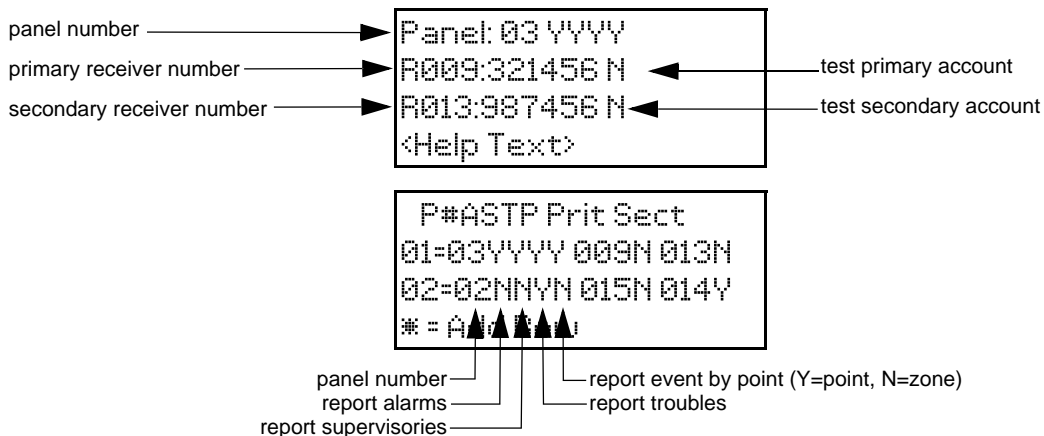 panel number
Panel: 03 YYYY
primary receiver number
R009:321456 N
test primary account
secondary receiver number
R013:987456 N
test secondary account
<Help Text>
P#ASTP Prit Sect
01=03YYYY 009N 013N
02=02NNYN 015N 014Y
* =
panel number
report event by point (Y=point, N=zone)
report alarms
report troubles
report supervisories